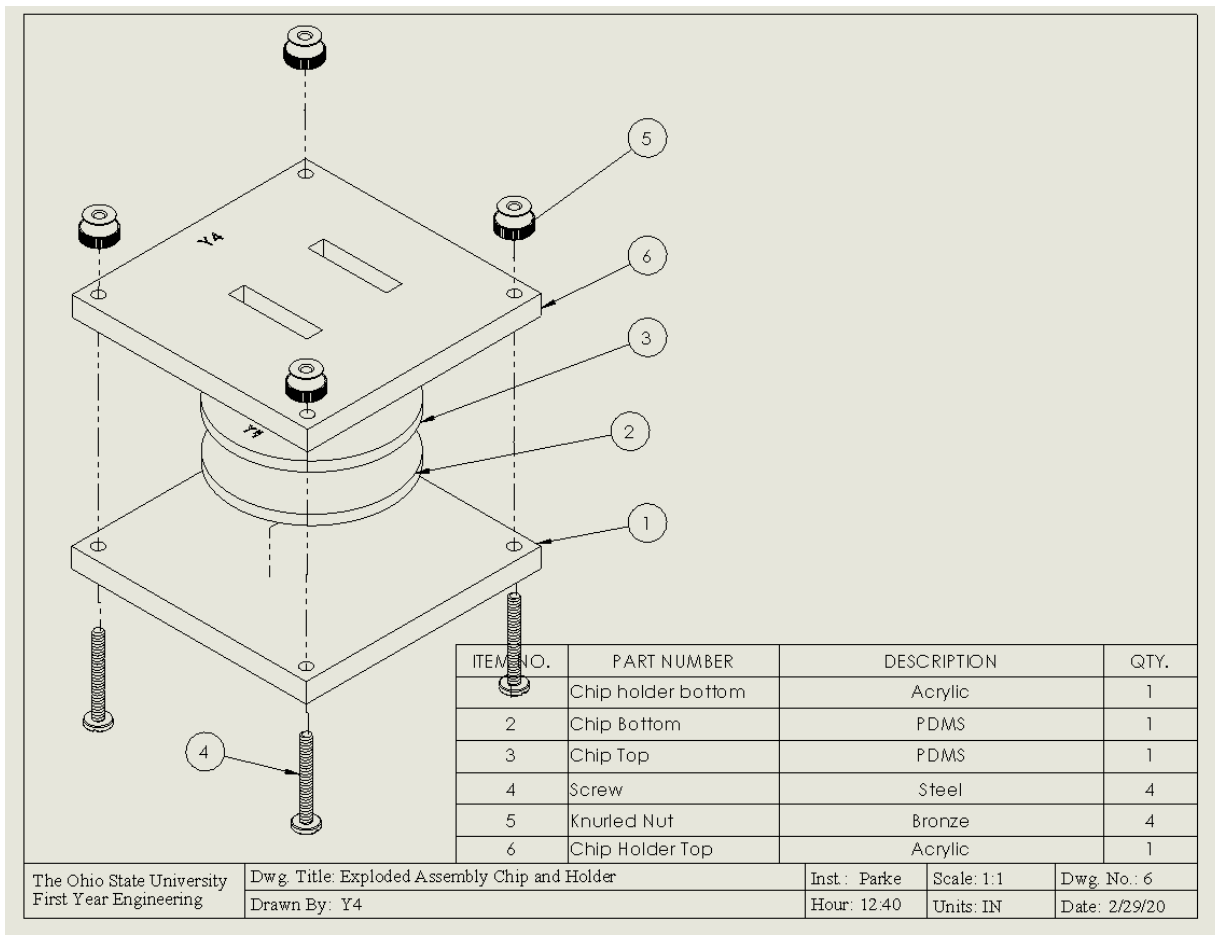 5
Y4
6
3
Y4
2
1
4
ITEM NO. PART NUMBER DESCRIPTION QTY.
Chip holder bottom Acrylic 1
2 Chip Bottom PDMS 1
3 Chip Top PDMS 1
4 Screw Steel 4
5 Knurled Nut Bronze 4
6 Chip Holder Top Acrylic 1
The Ohio State University
First Year Engineering
Dwg. Title: Exploded Assembly Chip and Holder
Drawn By: Y4
Inst.: Parke
Hour: 12:40
Scale: 1:1
Units: IN
Dwg. No.: 6
Date: 2/29/20